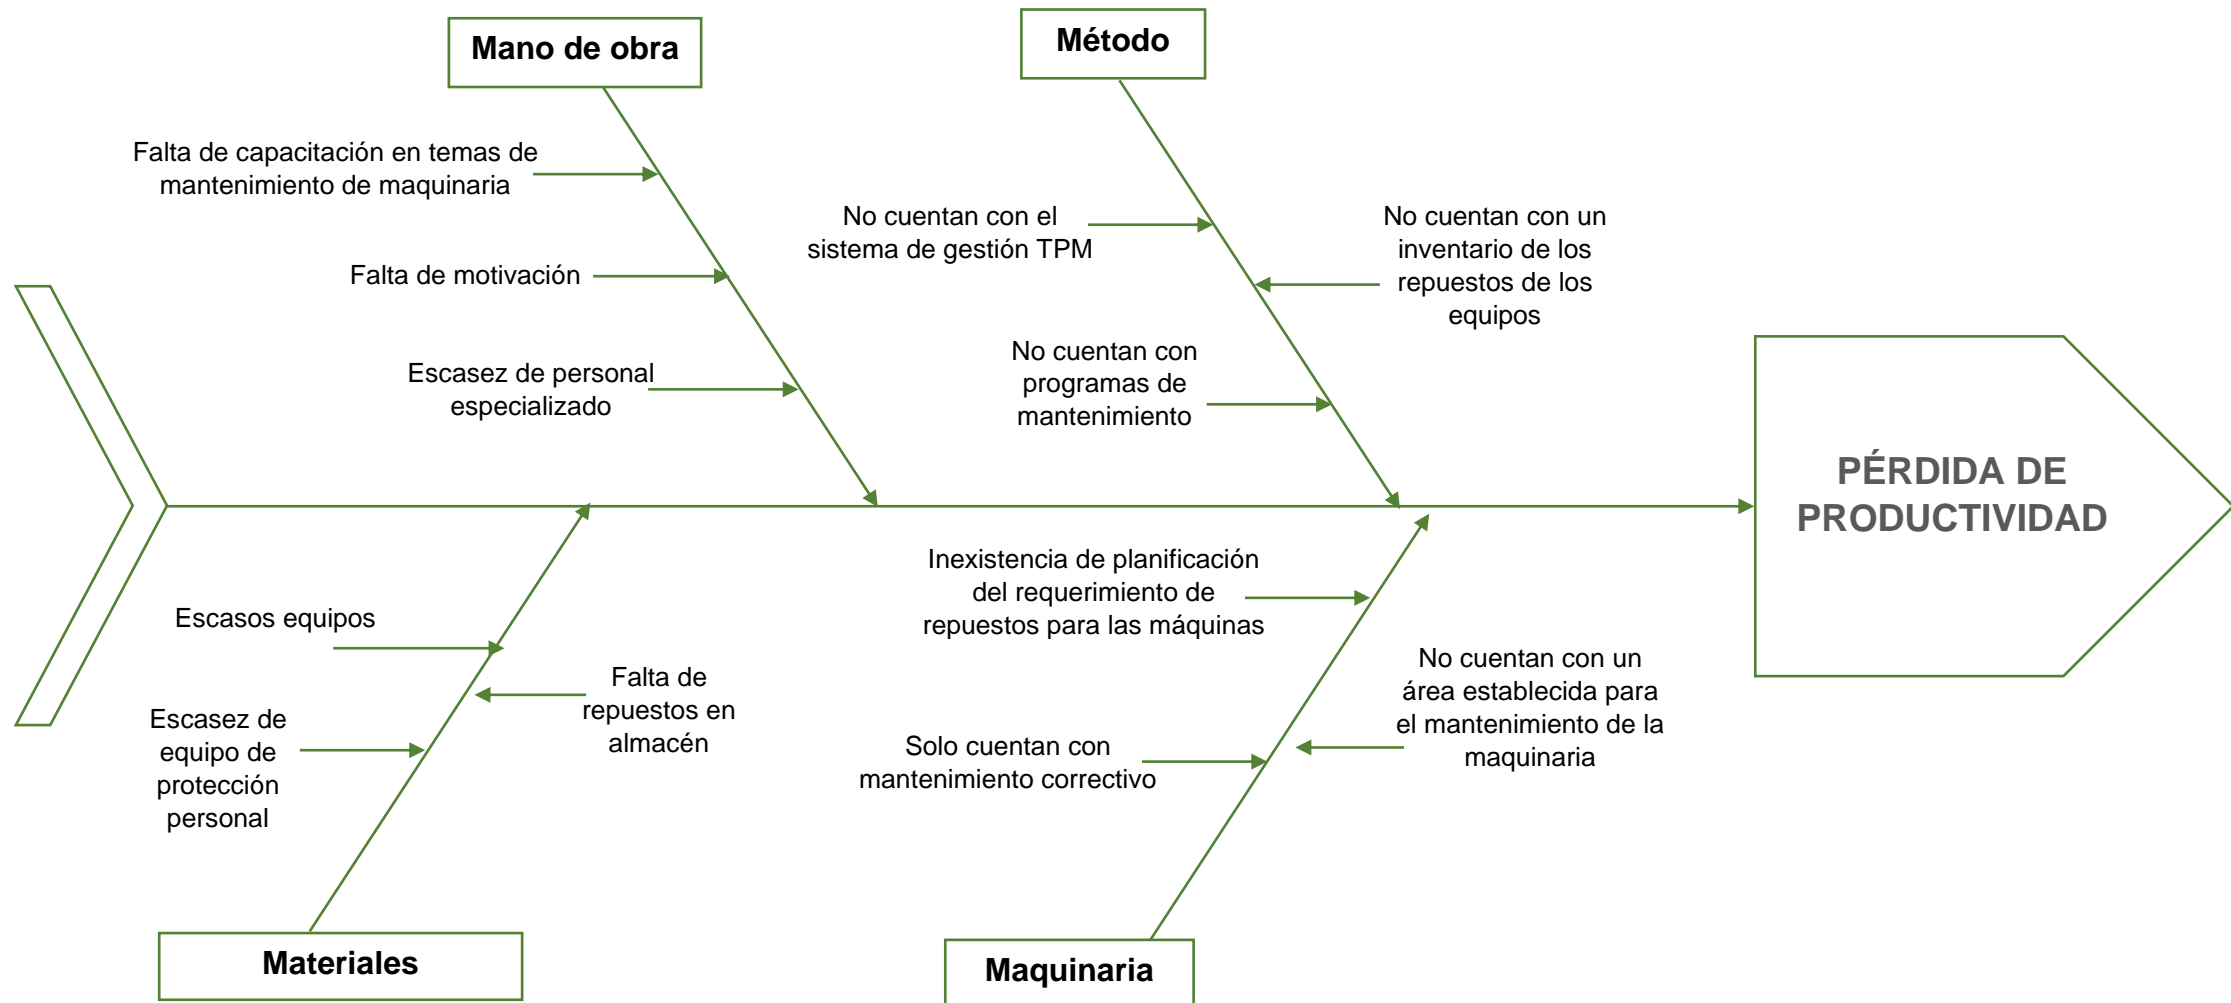 Mano de obra
Método
Falta de capacitación en temas de
mantenimiento de maquinaria
Falta de motivación
Escasez de personal
especializado
No cuentan con el
sistema de gestión TPM
No cuentan con un
inventario de los
repuestos de los
equipos
No cuentan con
programas de
mantenimiento
PÉRDIDA DE
PRODUCTIVIDAD
Escasos equipos
Falta de
repuestos en
almacén
Escasez de
equipo de
protección
personal
Inexistencia de planificación
del requerimiento de
repuestos para las máquinas
No cuentan con un
área establecida para
el mantenimiento de la
maquinaria
Solo cuentan con
mantenimiento correctivo
Materiales
Maquinaria